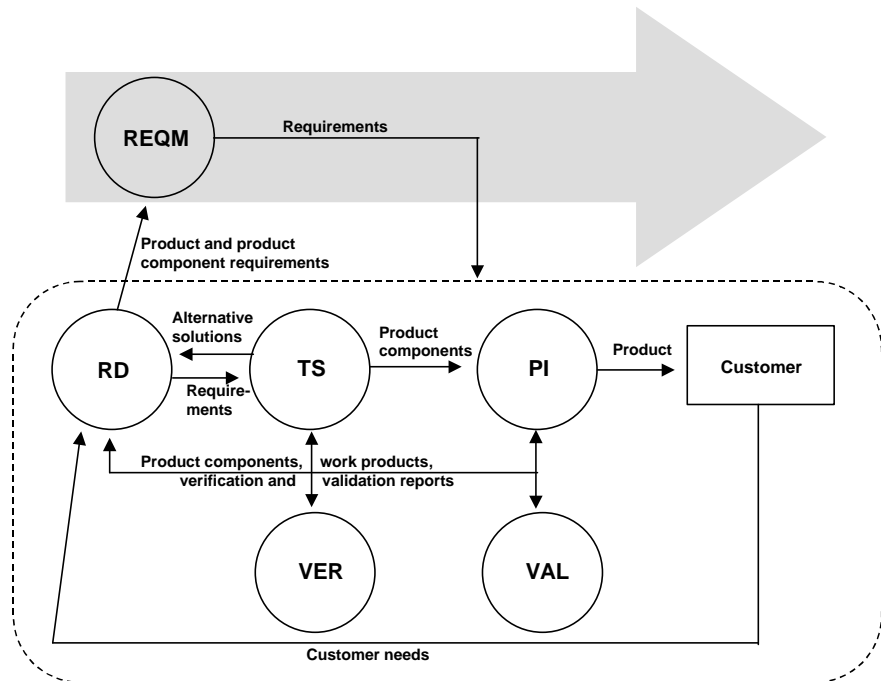 REQM
Requirements
Product and product
component requirements
Alternative
solutions
RD
TS
Product
components
PI
Product
Customer
Require-
ments
Product components, work products,
verification and validation reports
VER
VAL
Customer needs